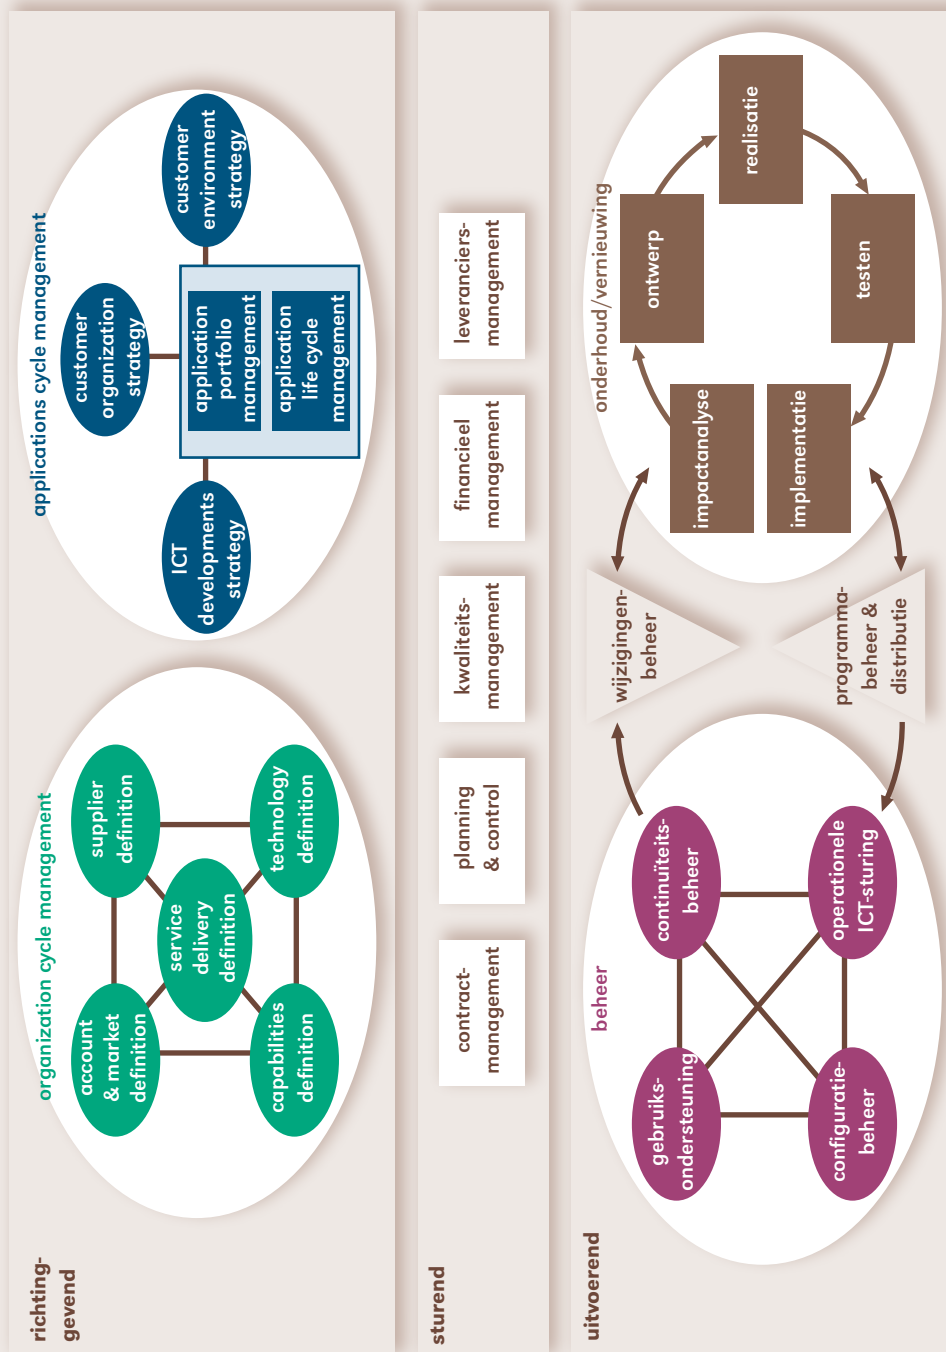 richting-
gevend
organization cycle management
account
& market
definition
supplier
definition
service
delivery
definition
capabilities
definition
technology
definition
applications cycle management
customer
organization
strategy
ICT
developments
strategy
application
portfolio
management
application
life cycle
management
customer
environment
strategy
sturend
contract-
management
planning
& control
kwaliteits-
management
financieel
management
leveranciers-
management
uitvoerend
beheer
gebruiks-
ondersteuning
continuïteits-
beheer
configuratie-
beheer
operationele
ICT-sturing
wijzigingen-
beheer
programma-
beheer &
distributie
onderhoud/vernieuwing
impactanalyse
ontwerp
realisatie
testen
implementatie